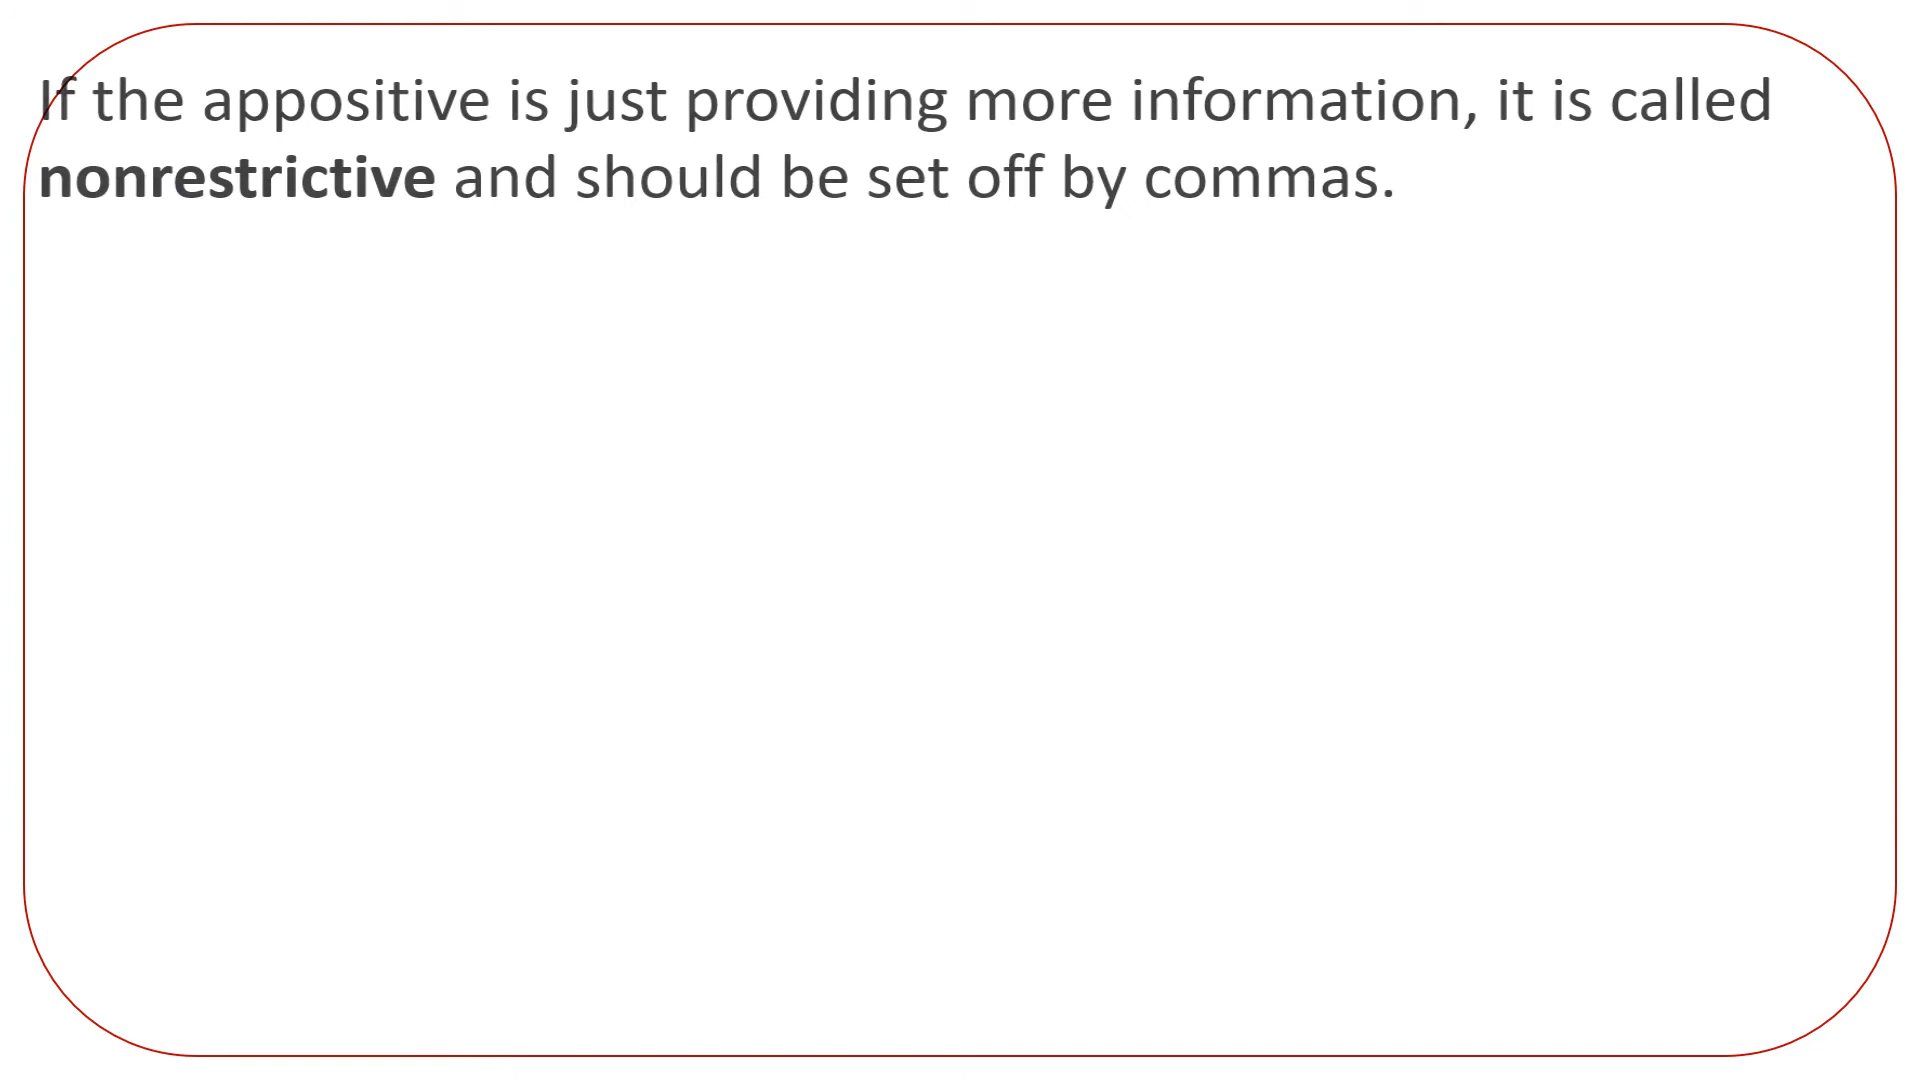 If the appositive is just providing more information, it is called
nonrestrictive and should be set off by commas.